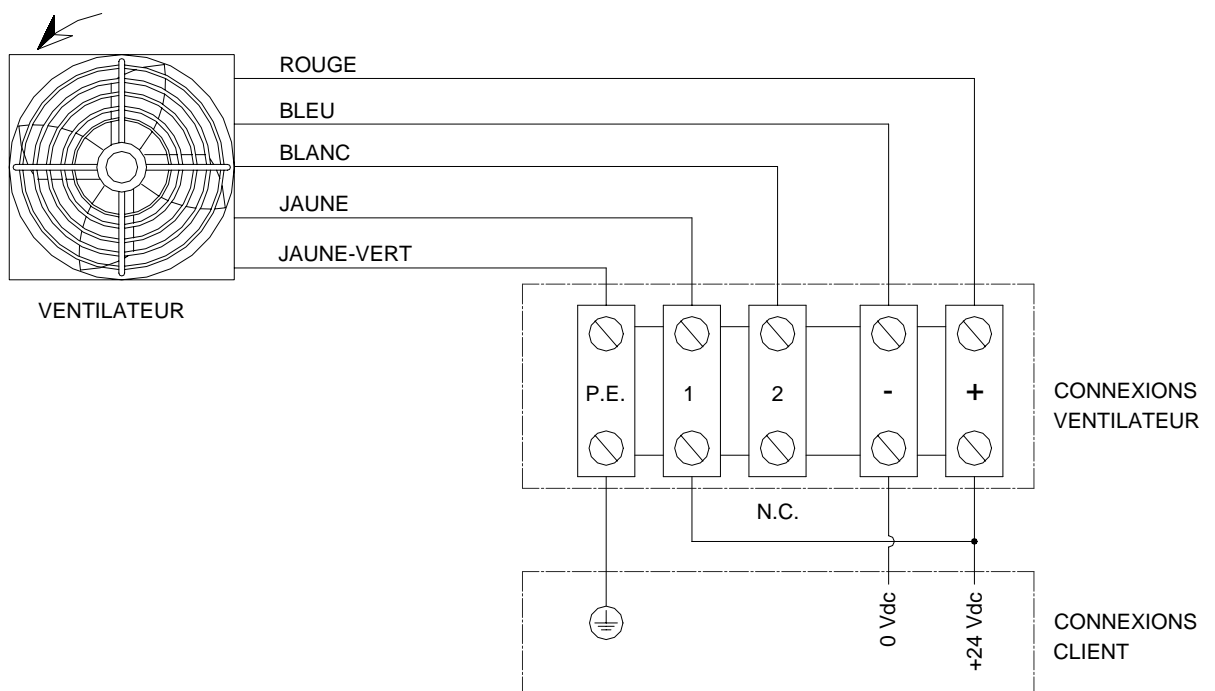 ROUGE
BLEU
BLANC
JAUNE
JAUNE-VERT
VENTILATEUR
P.E.
1
2
-
+
CONNEXIONS
VENTILATEUR
N.C.
0 Vdc
+24 Vdc
CONNEXIONS
CLIENT